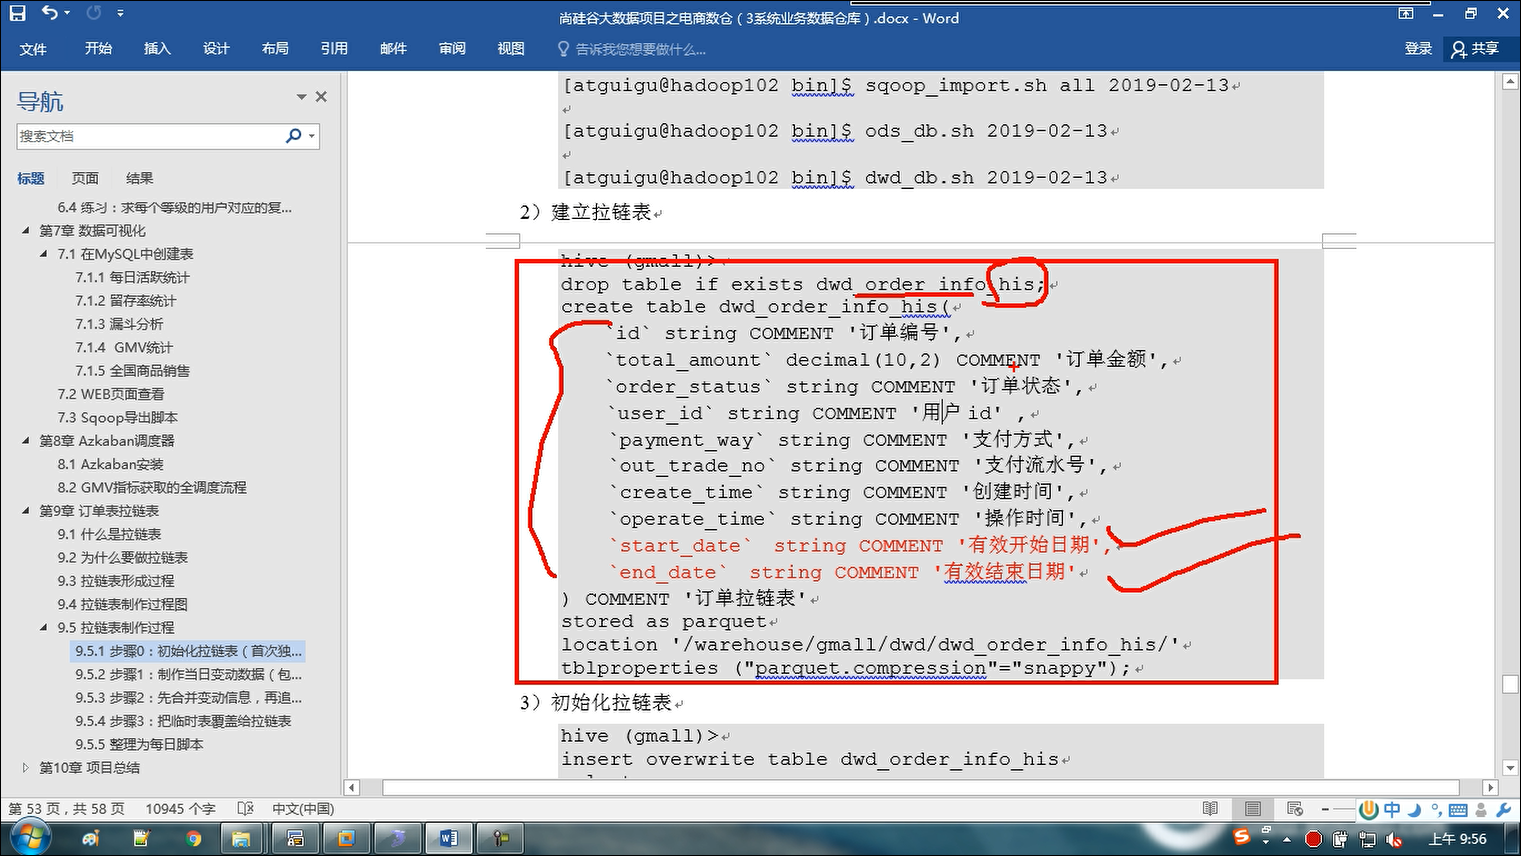 尚硅谷大数据项目之电商数仓（3系统业务数据仓库）.docx - Word
文件 开始 插入 设计 布局 引用 邮件 审阅 视图 告诉我您想要做什么... 登录 共享
导航
搜索文档
标题 页面 结果
6.4 练习：求每个等级的用户对应的复...
第7章 数据可视化
7.1 在MySQL中创建表
7.1.1 每日活跃统计
7.1.2 留存率统计
7.1.3 漏斗分析
7.1.4 GMV统计
7.1.5 全国商品销售
7.2 WEB页面查看
7.3 Sqoop导出脚本
第8章 Azkaban调度器
8.1 Azkaban安装
8.2 GMV指标获取的全调度流程
第9章 订单表拉链表
9.1 什么是拉链表
9.2 为什么要做拉链表
9.3 拉链表形成过程
9.4 拉链表制作过程图
9.5 拉链表制作过程
9.5.1 步骤0：初始化拉链表（首次独...
9.5.2 步骤1：制作当日变动数据（包...
9.5.3 步骤2：先合并变动信息，再追...
9.5.4 步骤3：把临时表覆盖给拉链表
9.5.5 整理为每日脚本
第10章 项目总结
[atguigu@hadoop102 bin]$ sqoop_import.sh all 2019-02-13
[atguigu@hadoop102 bin]$ ods_db.sh 2019-02-13
[atguigu@hadoop102 bin]$ dwd_db.sh 2019-02-13
2）建立拉链表
hive (gmall)>
drop table if exists dwd_order_info_his;
create table dwd_order_info_his(
`id` string COMMENT '订单编号',
`total_amount` decimal(10,2) COMMENT '订单金额',
`order_status` string COMMENT '订单状态',
`user_id` string COMMENT '用户 id' ,
`payment_way` string COMMENT '支付方式',
`out_trade_no` string COMMENT '支付流水号',
`create_time` string COMMENT '创建时间',
`operate_time` string COMMENT '操作时间',
`start_date`  string COMMENT '有效开始日期',
`end_date`  string COMMENT '有效结束日期'
) COMMENT '订单拉链表'
stored as parquet
location '/warehouse/gmall/dwd/dwd_order_info_his/'
tblproperties ("parquet.compression"="snappy");
3）初始化拉链表
hive (gmall)>
insert overwrite table dwd_order_info_his
第 53 页，共 58 页 10945 个字 中文(中国)
中
上午 9:56